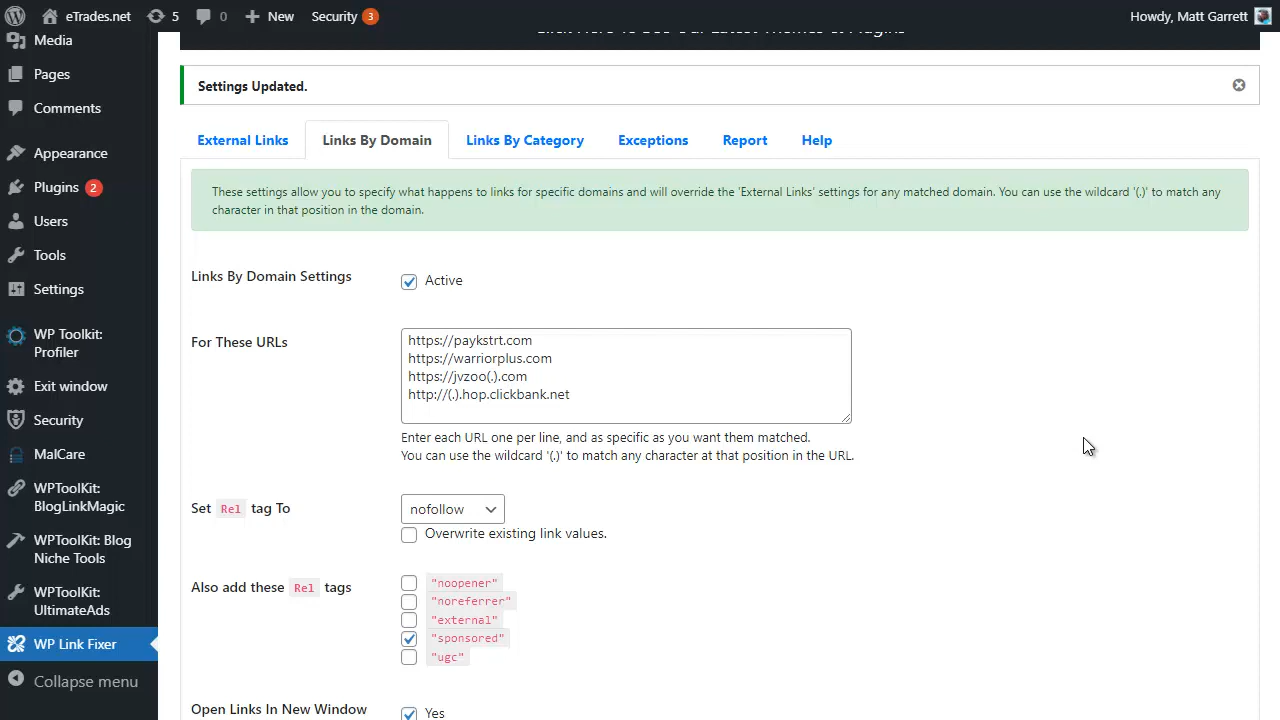 eTrades.net 5 0 New Security 3 Howdy, Matt Garrett
Media
Pages
Comments
Appearance
Plugins 2
Users
Tools
Settings
WP Toolkit:
Profiler
Exit window
Security
MalCare
WPToolKit:
BlogLinkMagic
WPToolKit: Blog
Niche Tools
WPToolKit:
UltimateAds
WP Link Fixer
Collapse menu
Settings Updated.
External Links Links By Domain Links By Category Exceptions Report Help
These settings allow you to specify what happens to links for specific domains and will override the 'External Links' settings for any matched domain. You can use the wildcard '(.)' to match any
character in that position in the domain.
Links By Domain Settings Active
For These URLs
https://paykstrt.com
https://warriorplus.com
https://jvzoo(.).com
http://(.).hop.clickbank.net
Enter each URL one per line, and as specific as you want them matched.
You can use the wildcard '(.)' to match any character at that position in the URL.
Set Rel tag To nofollow
Overwrite existing link values.
Also add these Rel tags
"noopener"
"noreferrer"
"external"
"sponsored"
"ugc"
Open Links In New Window Yes